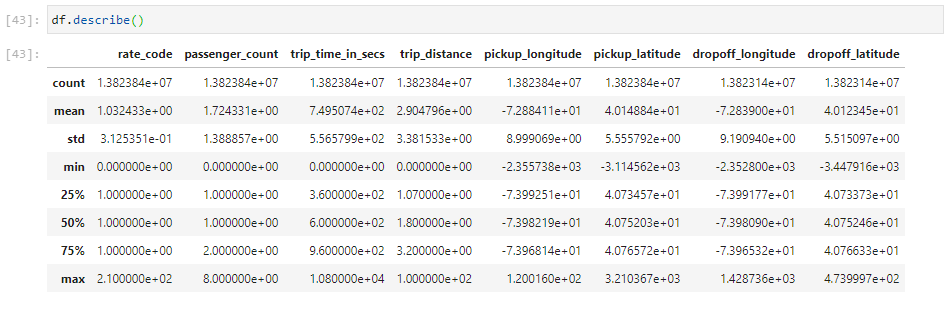 [43]: df.describe()
[43]: rate_code passenger_count trip_time_in_secs trip_distance pickup_longitude pickup_latitude dropoff_longitude dropoff_latitude
count 1.382384e+07 1.382384e+07 1.382384e+07 1.382384e+07 1.382384e+07 1.382384e+07 1.382314e+07 1.382314e+07
mean 1.032433e+00 1.724331e+00 7.495074e+02 2.904796e+00 -7.288411e+01 4.014884e+01 -7.283900e+01 4.012345e+01
std 3.125351e-01 1.388857e+00 5.565799e+02 3.381533e+00 8.999069e+00 5.555792e+00 9.190940e+00 5.515097e+00
min 0.000000e+00 0.000000e+00 0.000000e+00 0.000000e+00 -2.355738e+03 -3.114562e+03 -2.352800e+03 -3.447916e+03
25% 1.000000e+00 1.000000e+00 3.600000e+02 1.070000e+00 -7.399251e+01 4.073457e+01 -7.399177e+01 4.073373e+01
50% 1.000000e+00 1.000000e+00 6.000000e+02 1.800000e+00 -7.398219e+01 4.075203e+01 -7.398090e+01 4.075246e+01
75% 1.000000e+00 2.000000e+00 9.600000e+02 3.200000e+00 -7.396814e+01 4.076572e+01 -7.396532e+01 4.076633e+01
max 2.100000e+02 8.000000e+00 1.080000e+04 1.000000e+02 1.200160e+02 3.210367e+03 1.428736e+03 4.739997e+02